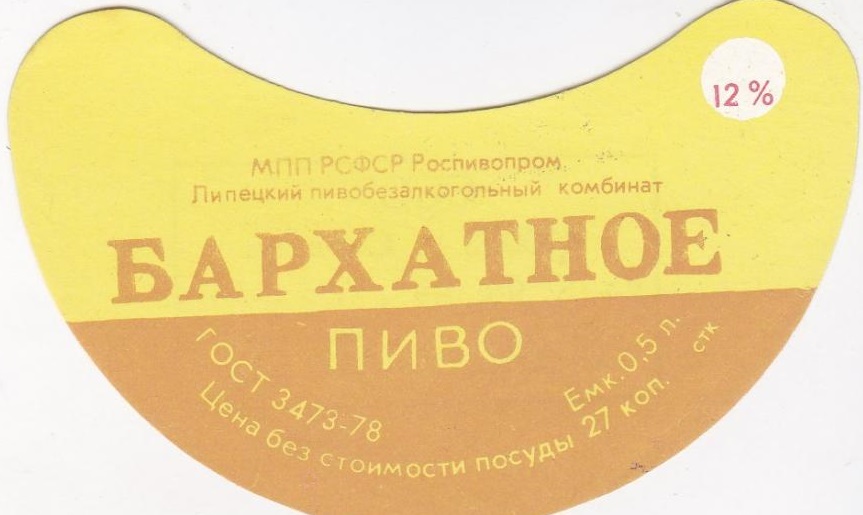 12 %
МПП РСФСР Роспивопром.
Липецкий пивобезалкогольный комбинат
БАРХАТНОЕ
ПИВО
ГОСТ 3473-78
Емк. 0,5 л.
Цена без стоимости посуды 27 коп.
стк